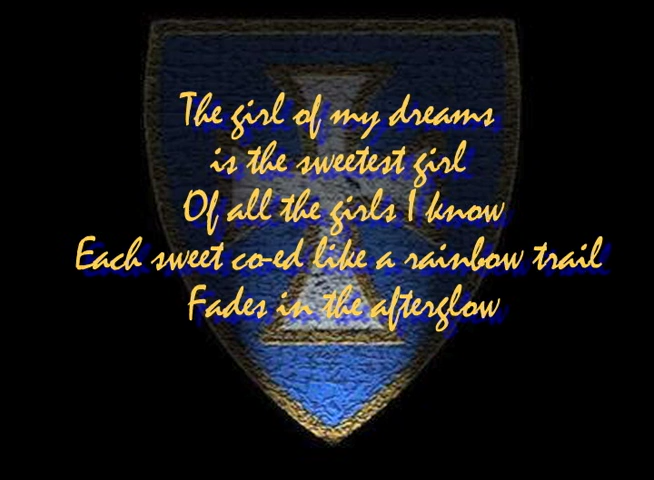 The girl of my dreams
is the sweetest girl
Of all the girls I know
Each sweet co-ed like a rainbow trail
Fades in the afterglow